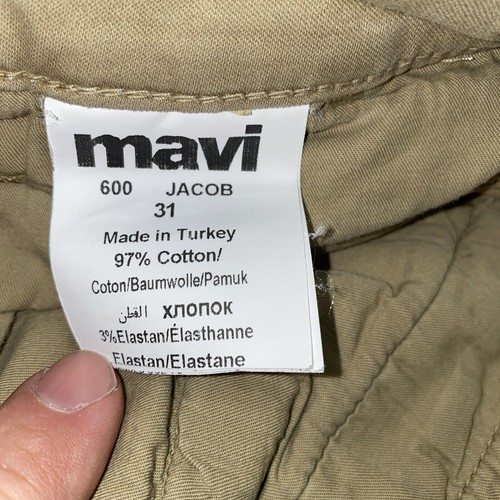 mavi
600 JACOB
31
Made in Turkey
97% Cotton/
Coton/Baumwolle/Pamuk
القطن ХЛОПОК
3%Elastan/Élasthanne
Elastan/Elastane